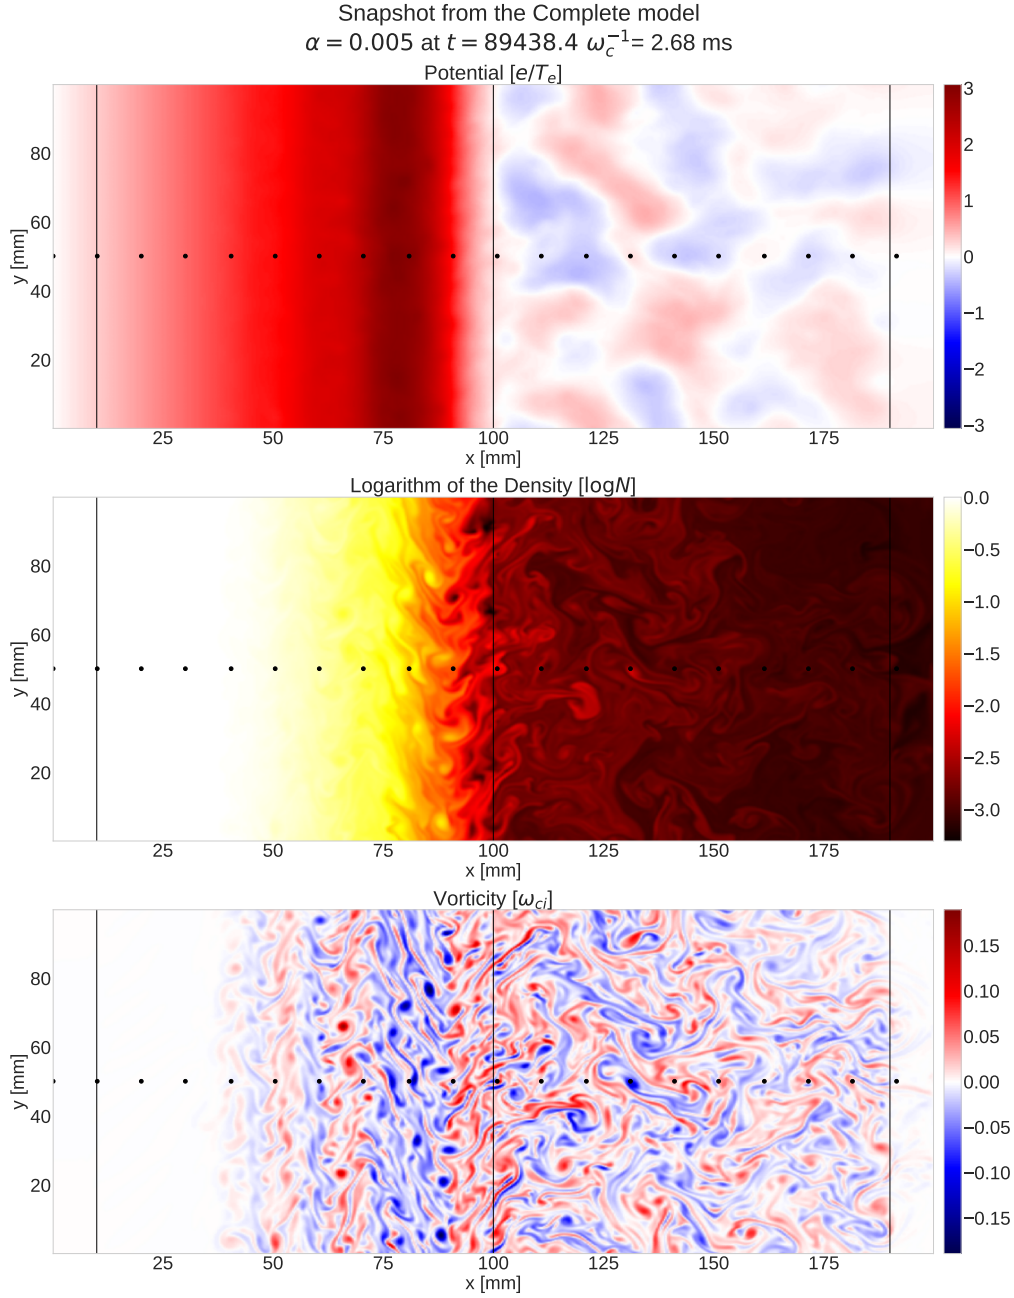 Snapshot from the Complete model
α = 0.005 at t = 89438.4 ω_c^{-1}= 2.68 ms
Potential [e/T_e]
80
60
40
20
y [mm]
25 50 75 100 125 150 175
x [mm]
3
2
1
0
−1
−2
−3
Logarithm of the Density [logN]
80
60
40
20
y [mm]
25 50 75 100 125 150 175
x [mm]
0.0
−0.5
−1.0
−1.5
−2.0
−2.5
−3.0
Vorticity [ω_{ci}]
80
60
40
20
y [mm]
25 50 75 100 125 150 175
x [mm]
0.15
0.10
0.05
0.00
−0.05
−0.10
−0.15